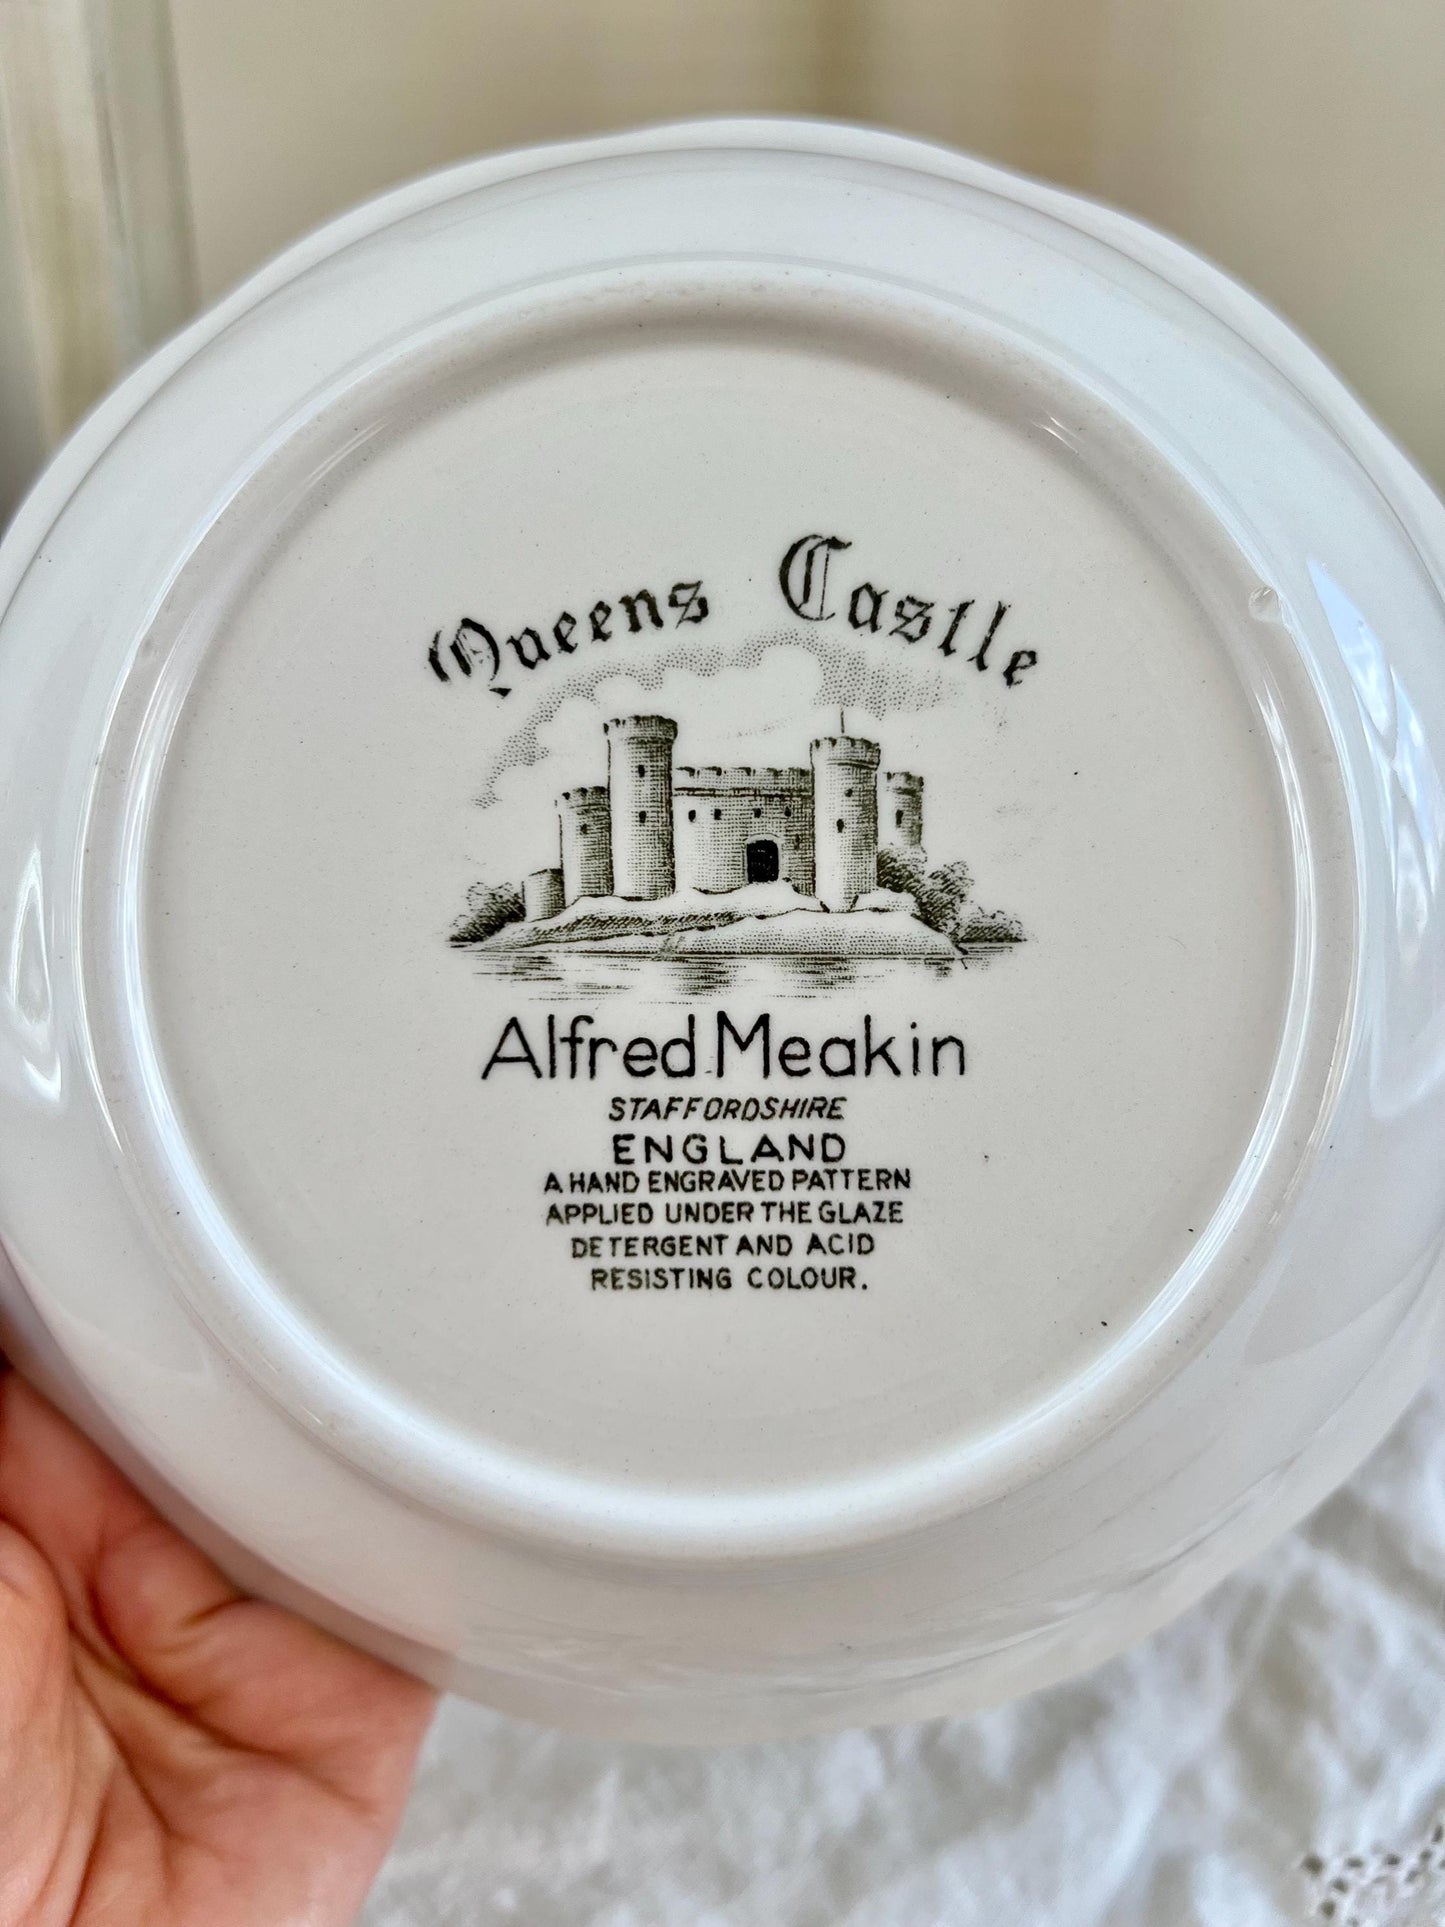 Queens Castle
Alfred Meakin
STAFFORDSHIRE
ENGLAND
A HAND ENGRAVED PATTERN
APPLIED UNDER THE GLAZE
DETERGENT AND ACID
RESISTING COLOUR.